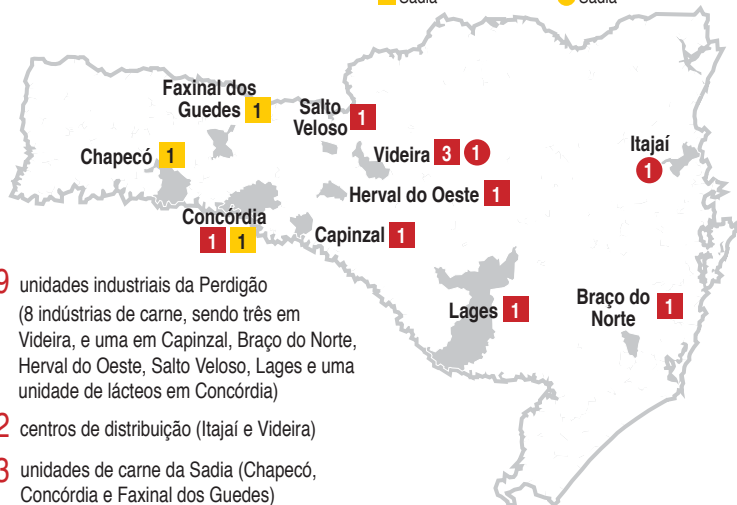 Sadia Sadia
Faxinal dos
Guedes 1
Salto
Veloso 1
Chapecó 1
Videira 3 1
Itajaí
1
Herval do Oeste 1
Concórdia
1 1
Capinzal 1
Lages 1
Braço do
Norte 1
9 unidades industriais da Perdigão
(8 indústrias de carne, sendo três em
Videira, e uma em Capinzal, Braço do Norte,
Herval do Oeste, Salto Veloso, Lages e uma
unidade de lácteos em Concórdia)
2 centros de distribuição (Itajaí e Videira)
3 unidades de carne da Sadia (Chapecó,
Concórdia e Faxinal dos Guedes)